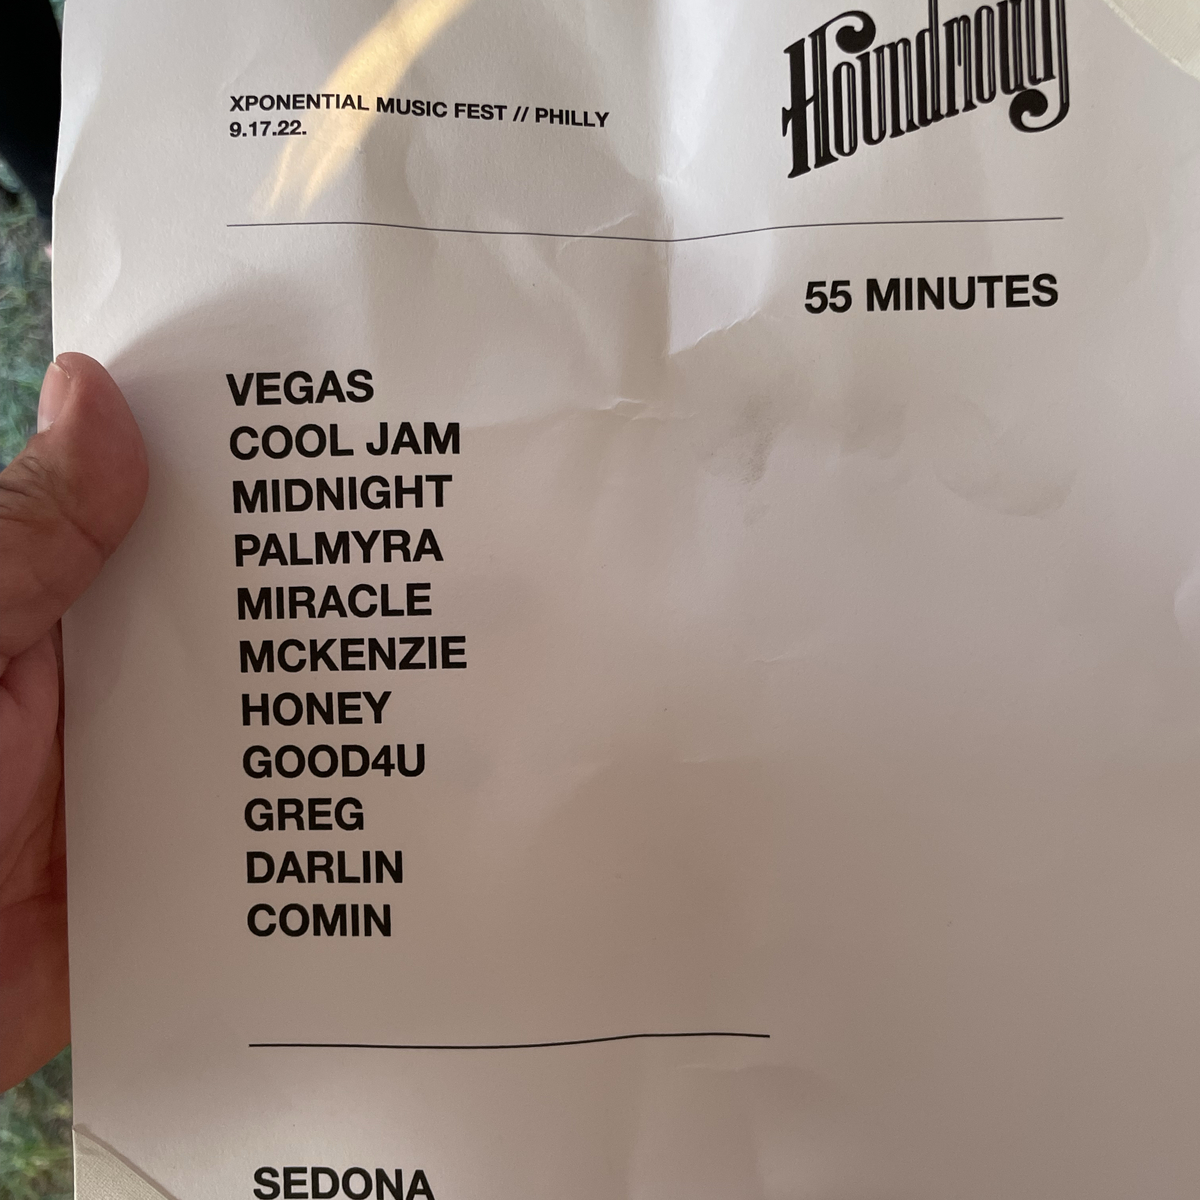 Houndmouth
XPONENTIAL MUSIC FEST // PHILLY
9.17.22.
55 MINUTES
VEGAS
COOL JAM
MIDNIGHT
PALMYRA
MIRACLE
MCKENZIE
HONEY
GOOD4U
GREG
DARLIN
COMIN
SEDONA